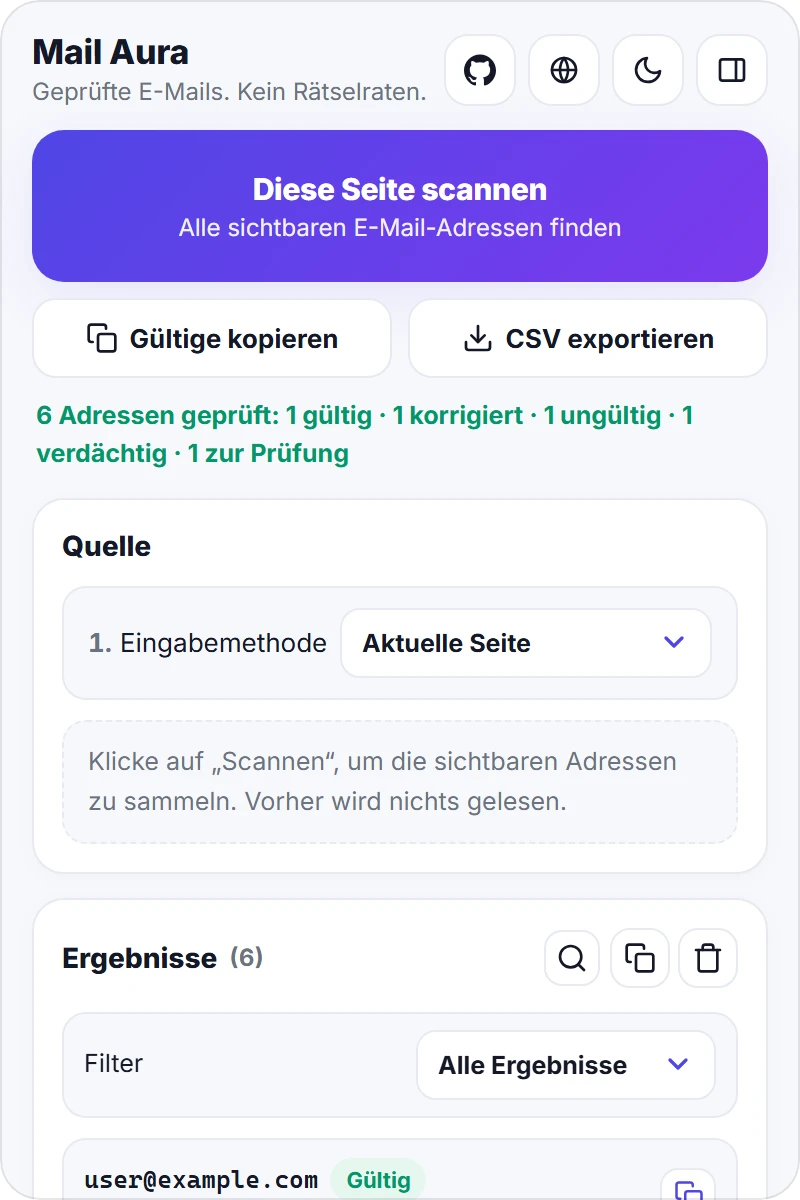 Mail Aura
Geprüfte E-Mails. Kein Rätselraten.
Diese Seite scannen
Alle sichtbaren E-Mail-Adressen finden
Gültige kopieren
CSV exportieren
6 Adressen geprüft: 1 gültig · 1 korrigiert · 1 ungültig · 1
verdächtig · 1 zur Prüfung
Quelle
1. Eingabemethode
Aktuelle Seite
Klicke auf „Scannen“, um die sichtbaren Adressen
zu sammeln. Vorher wird nichts gelesen.
Ergebnisse (6)
Filter
Alle Ergebnisse
user@example.com Gültig